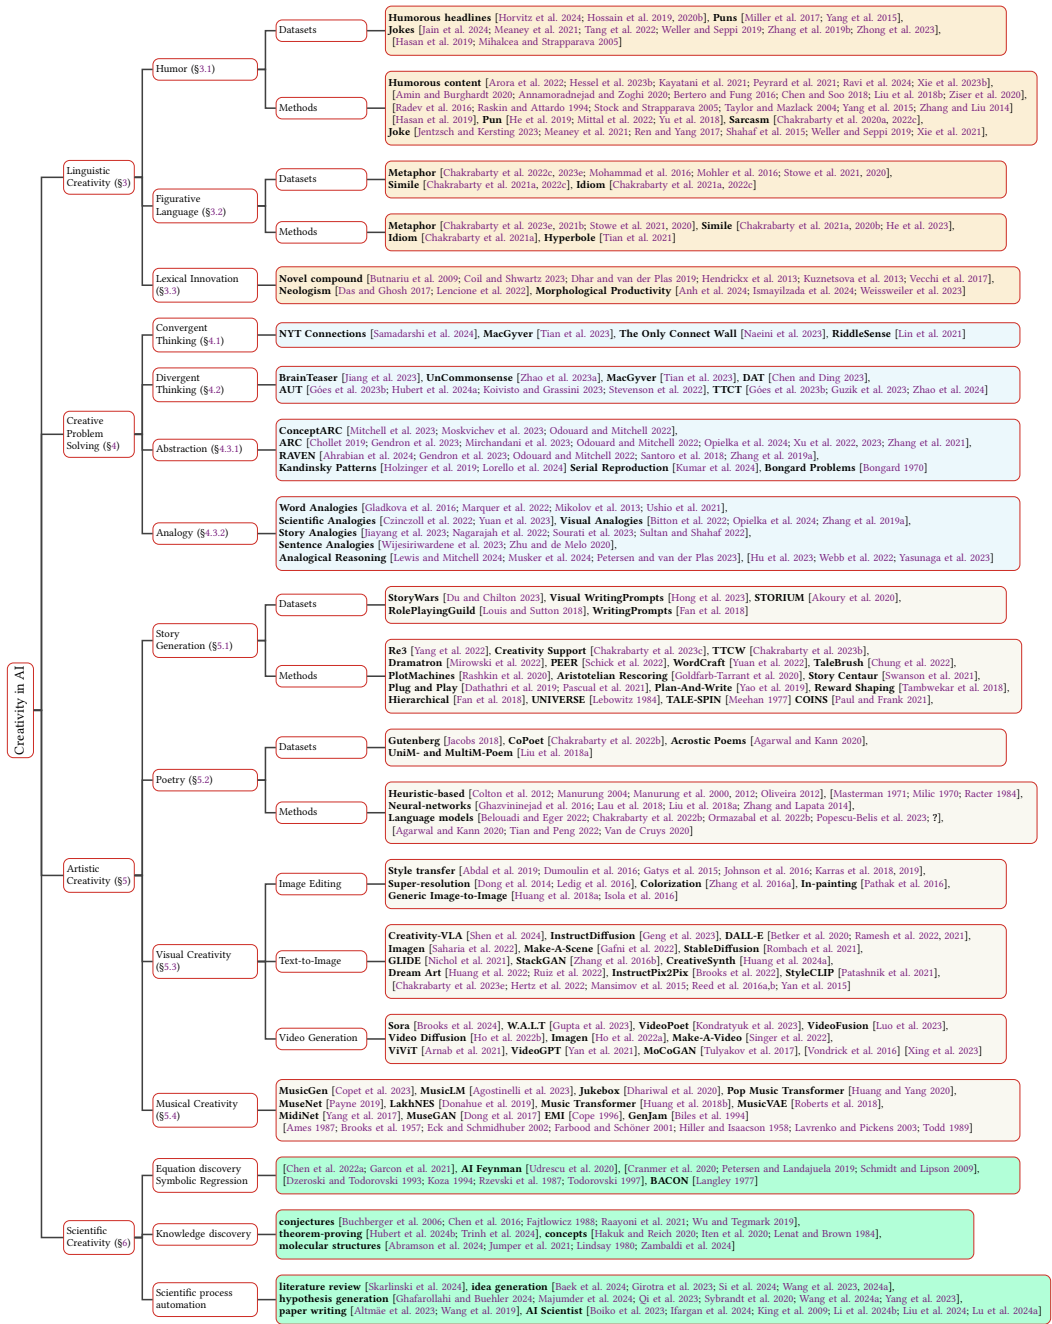 Creativity in AI
Linguistic
Creativity (§3)
Humor (§3.1)
Datasets
Humorous headlines [Horvitz et al. 2024; Hossain et al. 2019, 2020b], Puns [Miller et al. 2017; Yang et al. 2015],
Jokes [Jain et al. 2024; Meaney et al. 2021; Tang et al. 2022; Weller and Seppi 2019; Zhang et al. 2019b; Zhong et al. 2023],
[Hasan et al. 2019; Mihalcea and Strapparava 2005]
Methods
Humorous content [Arora et al. 2022; Hessel et al. 2023b; Kayatani et al. 2021; Peyrard et al. 2021; Ravi et al. 2024; Xie et al. 2023b],
[Amin and Burghardt 2020; Annamoradnejad and Zoghi 2020; Bertero and Fung 2016; Chen and Soo 2018; Liu et al. 2018b; Ziser et al. 2020],
[Radev et al. 2016; Raskin and Attardo 1994; Stock and Strapparava 2005; Taylor and Mazlack 2004; Yang et al. 2015; Zhang and Liu 2014]
[Hasan et al. 2019], Pun [He et al. 2019; Mittal et al. 2022; Yu et al. 2018], Sarcasm [Chakrabarty et al. 2020a, 2022c],
Joke [Jentzsch and Kersting 2023; Meaney et al. 2021; Ren and Yang 2017; Shahaf et al. 2015; Weller and Seppi 2019; Xie et al. 2021],
Figurative
Language (§3.2)
Datasets
Metaphor [Chakrabarty et al. 2022c, 2023e; Mohammad et al. 2016; Mohler et al. 2016; Stowe et al. 2021, 2020],
Simile [Chakrabarty et al. 2021a, 2022c], Idiom [Chakrabarty et al. 2021a, 2022c]
Methods
Metaphor [Chakrabarty et al. 2023e, 2021b; Stowe et al. 2021, 2020], Simile [Chakrabarty et al. 2021a, 2020b; He et al. 2023],
Idiom [Chakrabarty et al. 2021a], Hyperbole [Tian et al. 2021]
Lexical Innovation
(§3.3)
Novel compound [Butnariu et al. 2009; Coil and Shwartz 2023; Dhar and van der Plas 2019; Hendrickx et al. 2013; Kuznetsova et al. 2013; Vecchi et al. 2017],
Neologism [Das and Ghosh 2017; Lencione et al. 2022], Morphological Productivity [Anh et al. 2024; Ismayilzada et al. 2024; Weissweiler et al. 2023]
Creative
Problem
Solving (§4)
Convergent
Thinking (§4.1)
NYT Connections [Samadarshi et al. 2024], MacGyver [Tian et al. 2023], The Only Connect Wall [Naeini et al. 2023], RiddleSense [Lin et al. 2021]
Divergent
Thinking (§4.2)
BrainTeaser [Jiang et al. 2023], UnCommonsense [Zhao et al. 2023a], MacGyver [Tian et al. 2023], DAT [Chen and Ding 2023],
AUT [Góes et al. 2023b; Hubert et al. 2024a; Koivisto and Grassini 2023; Stevenson et al. 2022], TTCT [Góes et al. 2023b; Guzik et al. 2023; Zhao et al. 2024]
Abstraction (§4.3.1)
ConceptARC [Mitchell et al. 2023; Moskvichev et al. 2023; Odouard and Mitchell 2022],
ARC [Chollet 2019; Gendron et al. 2023; Mirchandani et al. 2023; Odouard and Mitchell 2022; Opielka et al. 2024; Xu et al. 2022, 2023; Zhang et al. 2021],
RAVEN [Ahrabian et al. 2024; Gendron et al. 2023; Odouard and Mitchell 2022; Santoro et al. 2018; Zhang et al. 2019a],
Kandinsky Patterns [Holzinger et al. 2019; Lorello et al. 2024] Serial Reproduction [Kumar et al. 2024], Bongard Problems [Bongard 1970]
Analogy (§4.3.2)
Word Analogies [Gladkova et al. 2016; Marquer et al. 2022; Mikolov et al. 2013; Ushio et al. 2021],
Scientific Analogies [Czinczoll et al. 2022; Yuan et al. 2023], Visual Analogies [Bitton et al. 2022; Opielka et al. 2024; Zhang et al. 2019a],
Story Analogies [Jiayang et al. 2023; Nagarajah et al. 2022; Sourati et al. 2023; Sultan and Shahaf 2022],
Sentence Analogies [Wijesiriwardene et al. 2023; Zhu and de Melo 2020],
Analogical Reasoning [Lewis and Mitchell 2024; Musker et al. 2024; Petersen and van der Plas 2023], [Hu et al. 2023; Webb et al. 2022; Yasunaga et al. 2023]
Artistic
Creativity (§5)
Story
Generation (§5.1)
Datasets
StoryWars [Du and Chilton 2023], Visual WritingPrompts [Hong et al. 2023], STORIUM [Akoury et al. 2020],
RolePlayingGuild [Louis and Sutton 2018], WritingPrompts [Fan et al. 2018]
Methods
Re3 [Yang et al. 2022], Creativity Support [Chakrabarty et al. 2023c], TTCW [Chakrabarty et al. 2023b],
Dramatron [Mirowski et al. 2022], PEER [Schick et al. 2022], WordCraft [Yuan et al. 2022], TaleBrush [Chung et al. 2022],
PlotMachines [Rashkin et al. 2020], Aristotelian Rescoring [Goldfarb-Tarrant et al. 2020], Story Centaur [Swanson et al. 2021],
Plug and Play [Dathathri et al. 2019; Pascual et al. 2021], Plan-And-Write [Yao et al. 2019], Reward Shaping [Tambwekar et al. 2018],
Hierarchical [Fan et al. 2018], UNIVERSE [Lebowitz 1984], TALE-SPIN [Meehan 1977] COINS [Paul and Frank 2021],
Poetry (§5.2)
Datasets
Gutenberg [Jacobs 2018], CoPoet [Chakrabarty et al. 2022b], Acrostic Poems [Agarwal and Kann 2020],
UniM- and MultiM-Poem [Liu et al. 2018a]
Methods
Heuristic-based [Colton et al. 2012; Manurung 2004; Manurung et al. 2000, 2012; Oliveira 2012], [Masterman 1971; Milic 1970; Racter 1984],
Neural-networks [Ghazvininejad et al. 2016; Lau et al. 2018; Liu et al. 2018a; Zhang and Lapata 2014],
Language models [Belouadi and Eger 2022; Chakrabarty et al. 2022b; Ormazabal et al. 2022b; Popescu-Belis et al. 2023; ?],
[Agarwal and Kann 2020; Tian and Peng 2022; Van de Cruys 2020]
Visual Creativity
(§5.3)
Image Editing
Style transfer [Abdal et al. 2019; Dumoulin et al. 2016; Gatys et al. 2015; Johnson et al. 2016; Karras et al. 2018, 2019],
Super-resolution [Dong et al. 2014; Ledig et al. 2016], Colorization [Zhang et al. 2016a], In-painting [Pathak et al. 2016],
Generic Image-to-Image [Huang et al. 2018a; Isola et al. 2016]
Text-to-Image
Creativity-VLA [Shen et al. 2024], InstructDiffusion [Geng et al. 2023], DALL-E [Betker et al. 2020; Ramesh et al. 2022, 2021],
Imagen [Saharia et al. 2022], Make-A-Scene [Gafni et al. 2022], StableDiffusion [Rombach et al. 2021],
GLIDE [Nichol et al. 2021], StackGAN [Zhang et al. 2016b], CreativeSynth [Huang et al. 2024a],
Dream Art [Huang et al. 2022; Ruiz et al. 2022], InstructPix2Pix [Brooks et al. 2022], StyleCLIP [Patashnik et al. 2021],
[Chakrabarty et al. 2023e; Hertz et al. 2022; Mansimov et al. 2015; Reed et al. 2016a,b; Yan et al. 2015]
Video Generation
Sora [Brooks et al. 2024], W.A.L.T [Gupta et al. 2023], VideoPoet [Kondratyuk et al. 2023], VideoFusion [Luo et al. 2023],
Video Diffusion [Ho et al. 2022b], Imagen [Ho et al. 2022a], Make-A-Video [Singer et al. 2022],
ViViT [Arnab et al. 2021], VideoGPT [Yan et al. 2021], MoCoGAN [Tulyakov et al. 2017], [Vondrick et al. 2016] [Xing et al. 2023]
Musical Creativity
(§5.4)
MusicGen [Copet et al. 2023], MusicLM [Agostinelli et al. 2023], Jukebox [Dhariwal et al. 2020], Pop Music Transformer [Huang and Yang 2020],
MuseNet [Payne 2019], LakhNES [Donahue et al. 2019], Music Transformer [Huang et al. 2018b], MusicVAE [Roberts et al. 2018],
MidiNet [Yang et al. 2017], MuseGAN [Dong et al. 2017] EMI [Cope 1996], GenJam [Biles et al. 1994]
[Ames 1987; Brooks et al. 1957; Eck and Schmidhuber 2002; Farbood and Schöner 2001; Hiller and Isaacson 1958; Lavrenko and Pickens 2003; Todd 1989]
Scientific
Creativity (§6)
Equation discovery
Symbolic Regression
[Chen et al. 2022a; Garcon et al. 2021], AI Feynman [Udrescu et al. 2020], [Cranmer et al. 2020; Petersen and Landajuela 2019; Schmidt and Lipson 2009],
[Dzeroski and Todorovski 1993; Koza 1994; Rzevski et al. 1987; Todorovski 1997], BACON [Langley 1977]
Knowledge discovery
conjectures [Buchberger et al. 2006; Chen et al. 2016; Fajtlowicz 1988; Raayoni et al. 2021; Wu and Tegmark 2019],
theorem-proving [Hubert et al. 2024b; Trinh et al. 2024], concepts [Hakuk and Reich 2020; Iten et al. 2020; Lenat and Brown 1984],
molecular structures [Abramson et al. 2024; Jumper et al. 2021; Lindsay 1980; Zambaldi et al. 2024]
Scientific process
automation
literature review [Skarlinski et al. 2024], idea generation [Baek et al. 2024; Girotra et al. 2023; Si et al. 2024; Wang et al. 2023, 2024a],
hypothesis generation [Ghafarollahi and Buehler 2024; Majumder et al. 2024; Qi et al. 2023; Sybrandt et al. 2020; Wang et al. 2024a; Yang et al. 2023],
paper writing [Altmäe et al. 2023; Wang et al. 2019], AI Scientist [Boiko et al. 2023; Ifargan et al. 2024; King et al. 2009; Li et al. 2024b; Liu et al. 2024; Lu et al. 2024a]